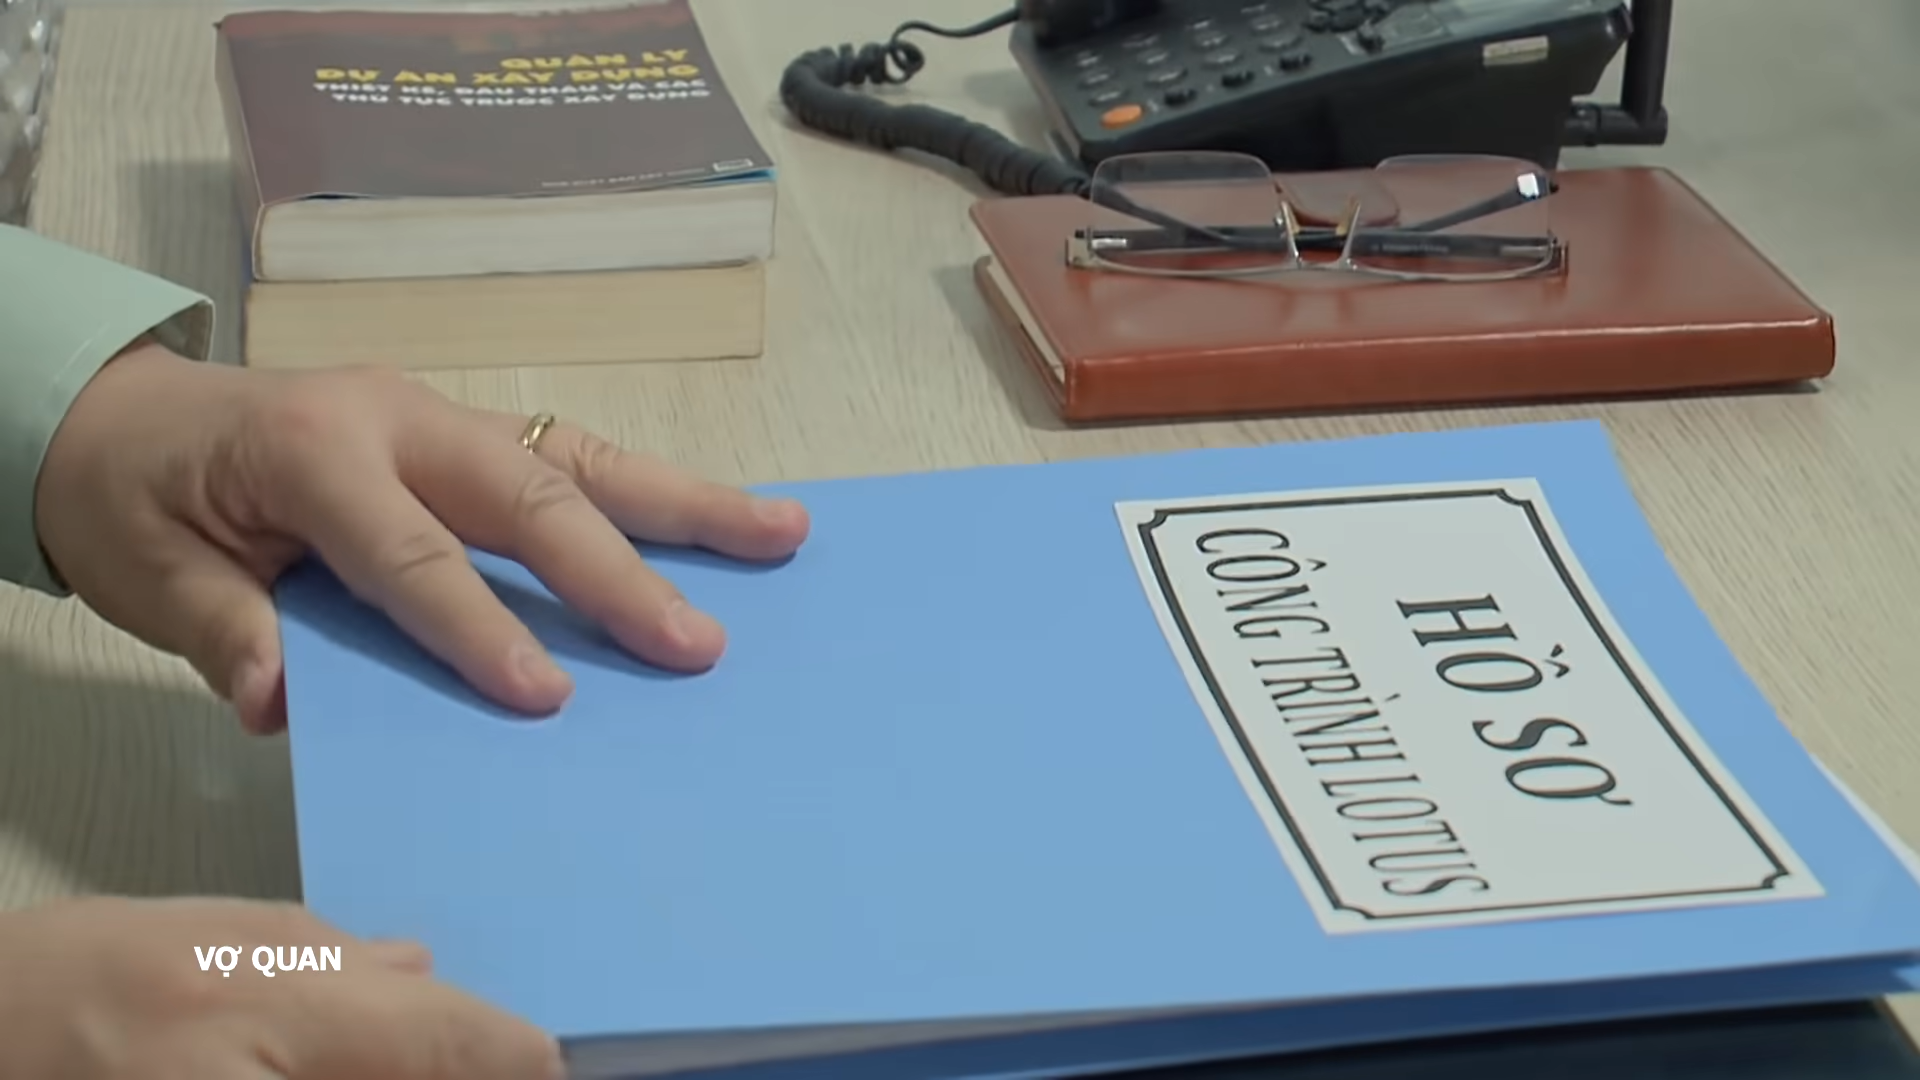 QUẢN LÝ
DỰ ÁN XÂY DỰNG
THIẾT KẾ, ĐẤU THẦU VÀ CÁC
THỦ TỤC TRƯỚC XÂY DỰNG
HỒ SƠ
CÔNG TRÌNH LOTUS
VỢ QUAN